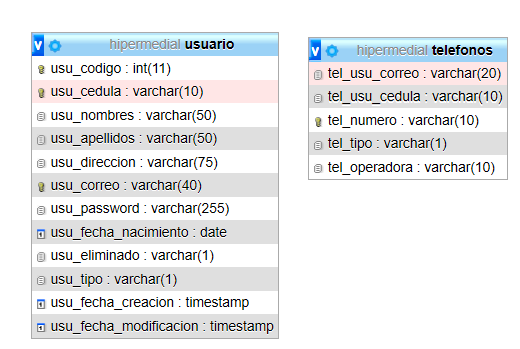 v hipermedial usuario
usu_codigo : int(11)
usu_cedula : varchar(10)
usu_nombres : varchar(50)
usu_apellidos : varchar(50)
usu_direccion : varchar(75)
usu_correo : varchar(40)
usu_password : varchar(255)
usu_fecha_nacimiento : date
usu_eliminado : varchar(1)
usu_tipo : varchar(1)
usu_fecha_creacion : timestamp
usu_fecha_modificacion : timestamp
v hipermedial telefonos
tel_usu_correo : varchar(20)
tel_usu_cedula : varchar(10)
tel_numero : varchar(10)
tel_tipo : varchar(1)
tel_operadora : varchar(10)